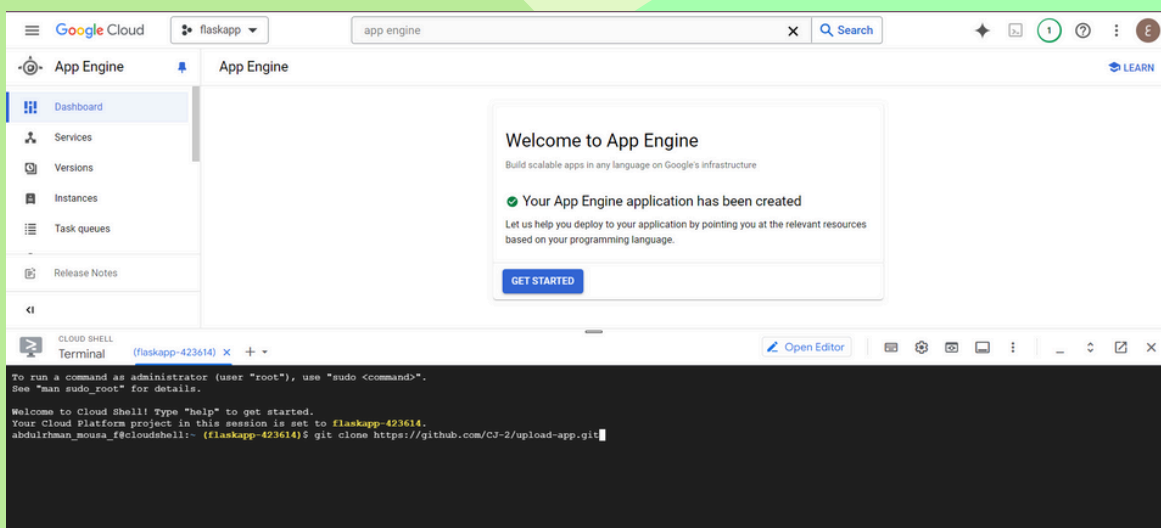 Google Cloud
flaskapp
app engine
Search
1
ع
App Engine
App Engine
LEARN
Dashboard
Services
Versions
Instances
Task queues
Release Notes
Welcome to App Engine
Build scalable apps in any language on Google's infrastructure
Your App Engine application has been created
Let us help you deploy to your application by pointing you at the relevant resources
based on your programming language.
GET STARTED
CLOUD SHELL
Terminal
(flaskapp-423614)
Open Editor
To run a command as administrator (user "root"), use "sudo <command>".
See "man sudo_root" for details.
Welcome to Cloud Shell! Type "help" to get started.
Your Cloud Platform project in this session is set to flaskapp-423614.
abdulrhman_mousa_f@cloudshell:~ (flaskapp-423614)$ git clone https://github.com/CJ-2/upload-app.git